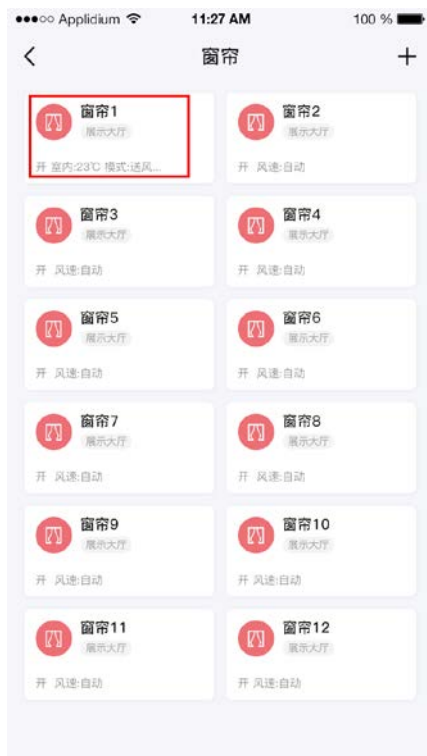 Applidium 11:27 AM 100 %
窗帘
窗帘1
展示大厅
开 室内:23℃ 模式:送风...
窗帘2
展示大厅
开 风速:自动
窗帘3
展示大厅
开 风速:自动
窗帘4
展示大厅
开 风速:自动
窗帘5
展示大厅
开 风速:自动
窗帘6
展示大厅
开 风速:自动
窗帘7
展示大厅
开 风速:自动
窗帘8
展示大厅
开 风速:自动
窗帘9
展示大厅
开 风速:自动
窗帘10
展示大厅
开 风速:自动
窗帘11
展示大厅
开 风速:自动
窗帘12
展示大厅
开 风速:自动